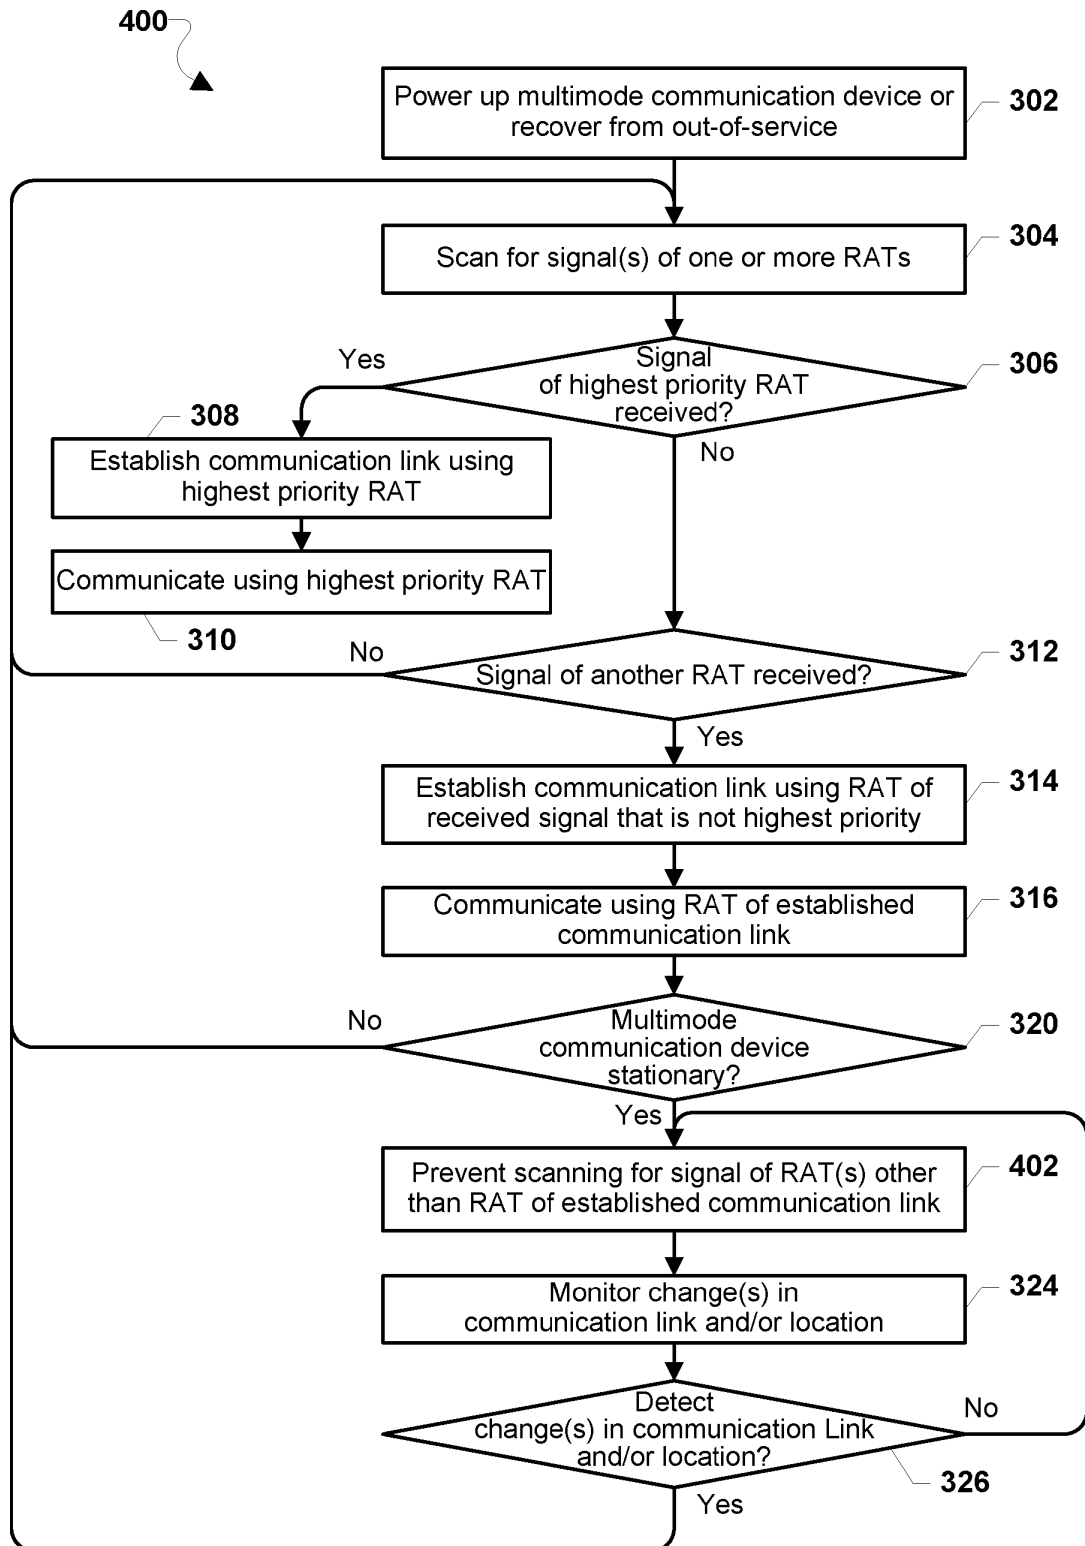 400
Power up multimode communication device or
recover from out-of-service
302
Scan for signal(s) of one or more RATs
304
Signal
of highest priority RAT
received?
306
Yes
No
308
Establish communication link using
highest priority RAT
Communicate using highest priority RAT
310
Signal of another RAT received?
312
No
Yes
Establish communication link using RAT of
received signal that is not highest priority
314
Communicate using RAT of established
communication link
316
Multimode
communication device
stationary?
320
No
Yes
Prevent scanning for signal of RAT(s) other
than RAT of established communication link
402
Monitor change(s) in
communication link and/or location
324
Detect
change(s) in communication Link
and/or location?
No
326
Yes